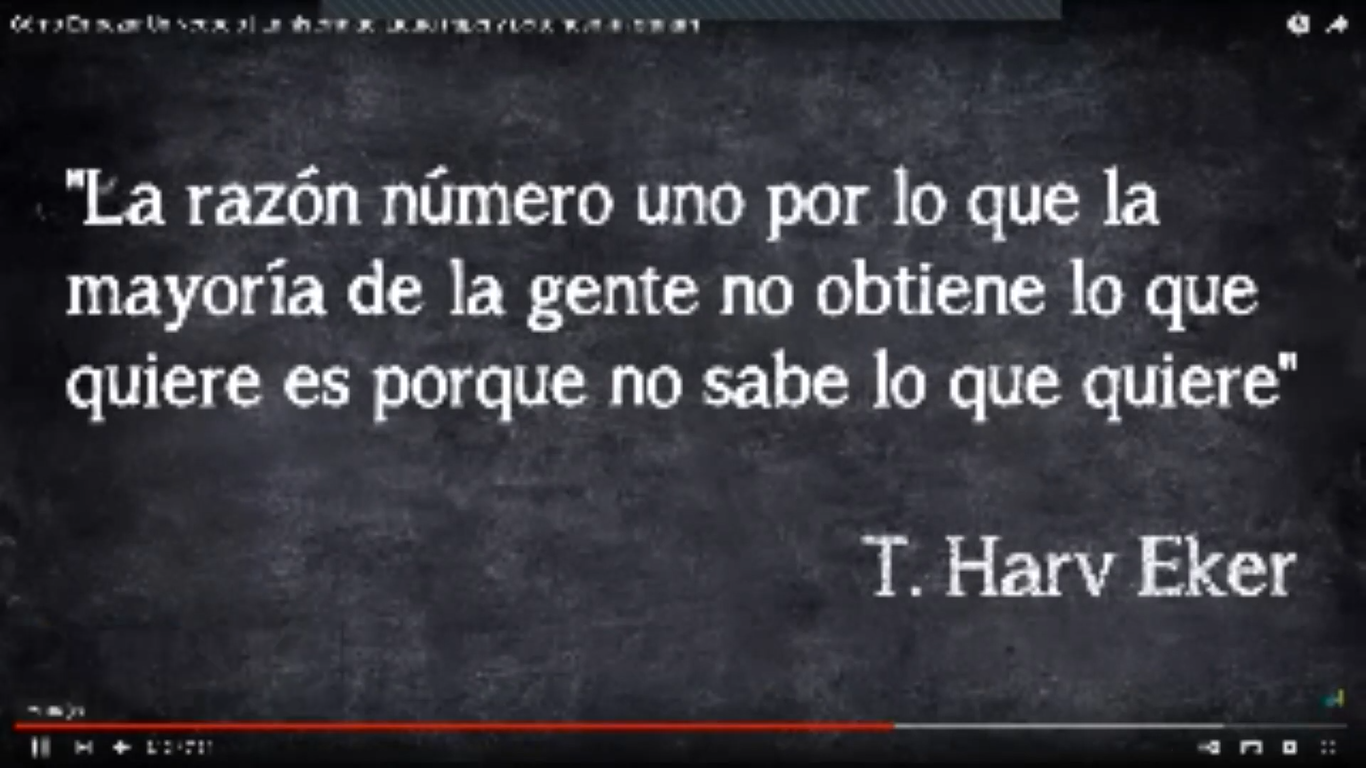 "La razón número uno por lo que la
mayoría de la gente no obtiene lo que
quiere es porque no sabe lo que quiere"
T. Harv Eker